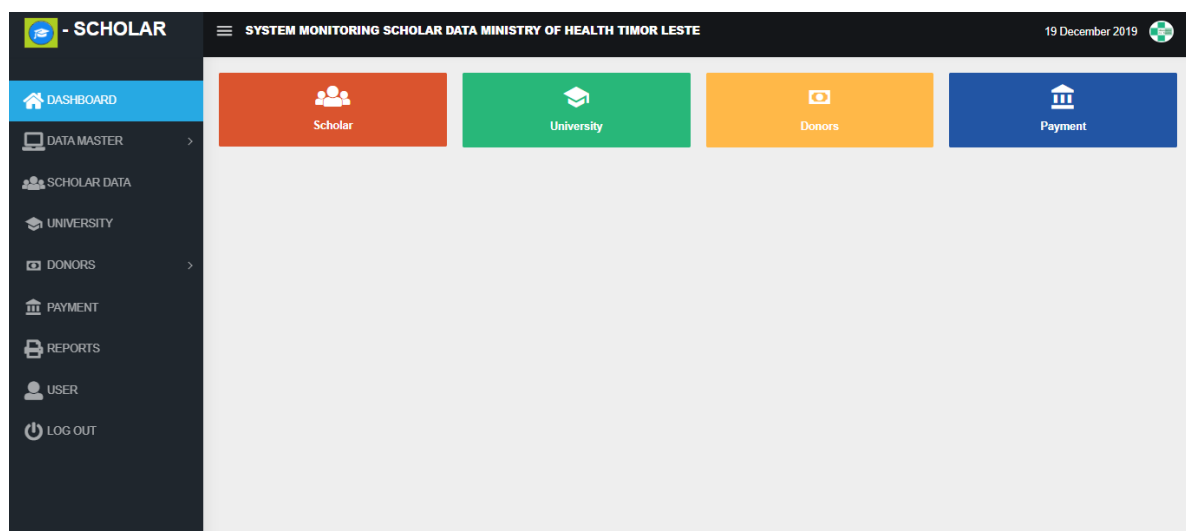 - SCHOLAR
SYSTEM MONITORING SCHOLAR DATA MINISTRY OF HEALTH TIMOR LESTE
19 December 2019
DASHBOARD
DATA MASTER
SCHOLAR DATA
UNIVERSITY
DONORS
PAYMENT
REPORTS
USER
LOG OUT
Scholar
University
Donors
Payment